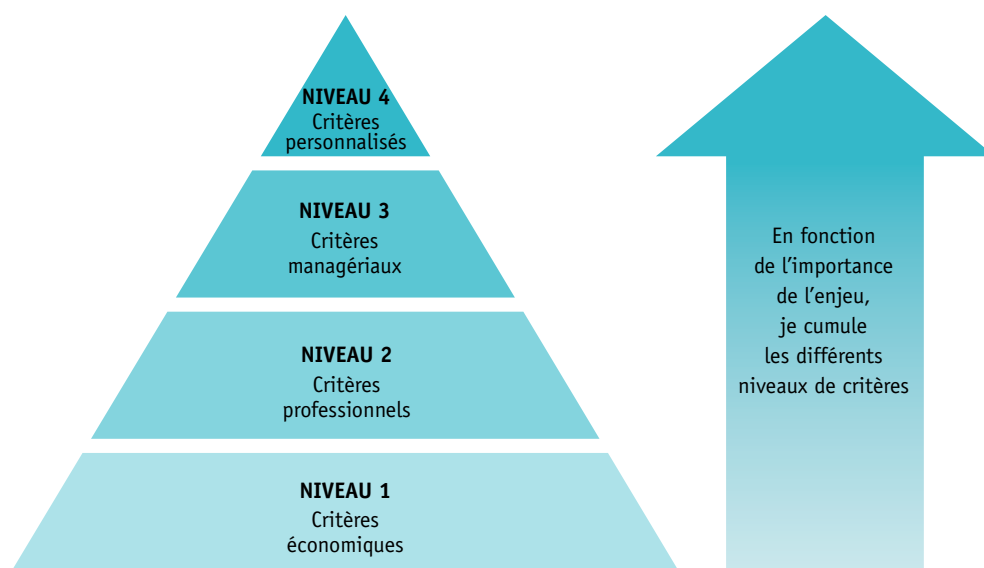 NIVEAU 4
Critères
personnalisés
NIVEAU 3
Critères
managériaux
NIVEAU 2
Critères
professionnels
NIVEAU 1
Critères
économiques
En fonction
de l’importance
de l’enjeu,
je cumule
les différents
niveaux de critères